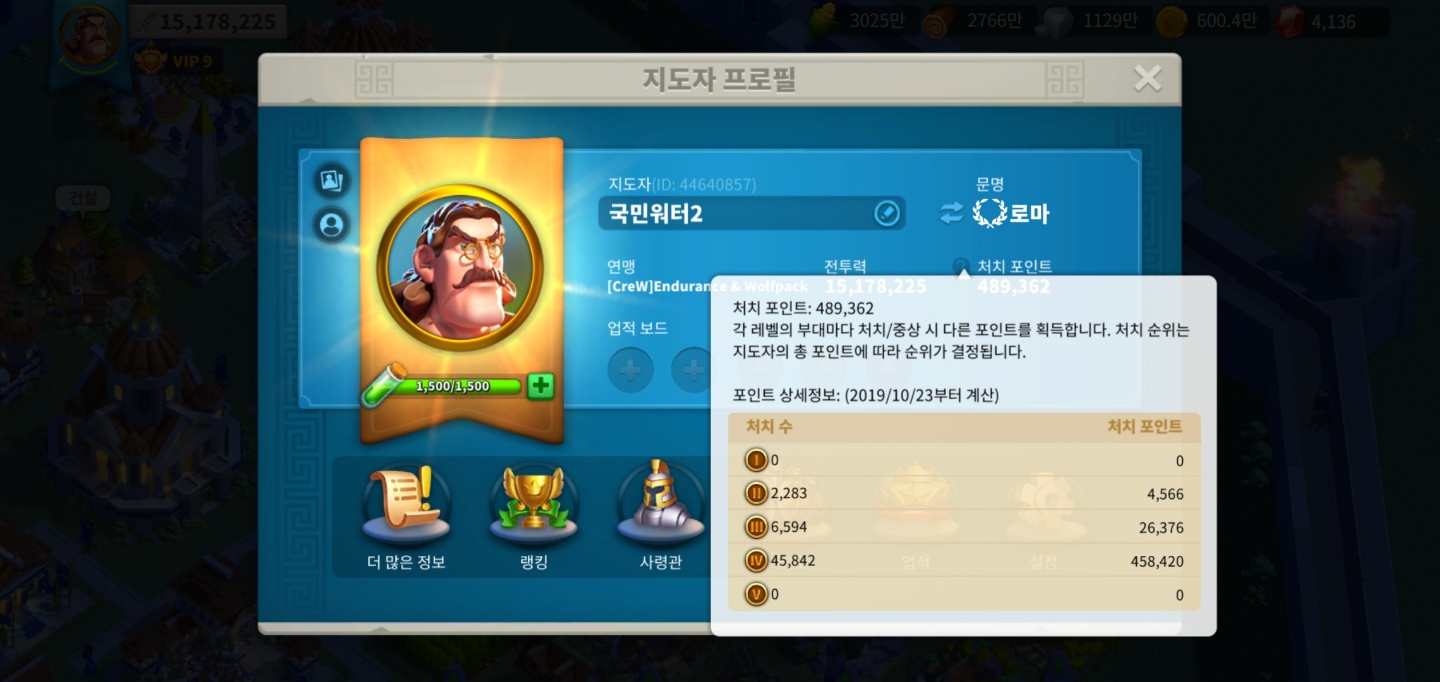 15,178,225
VIP 9
3025만
2766만
1129만
600.4만
4,136
지도자 프로필
건설
지도자(ID: 44640857)
문명
국민워터2
로마
연맹
전투력
? 처치 포인트
[CreW]Endurance & Wolfpack
15,178,225
489,362
처치 포인트: 489,362
각 레벨의 부대마다 처치/중상 시 다른 포인트를 획득합니다. 처치 순위는
지도자의 총 포인트에 따라 순위가 결정됩니다.
업적 보드
1,500/1,500
포인트 상세정보: (2019/10/23부터 계산)
처치 수
처치 포인트
I 0
0
II 2,283
4,566
III 6,594
26,376
IV 45,842
458,420
V 0
0
더 많은 정보
랭킹
사령관
업적
설정